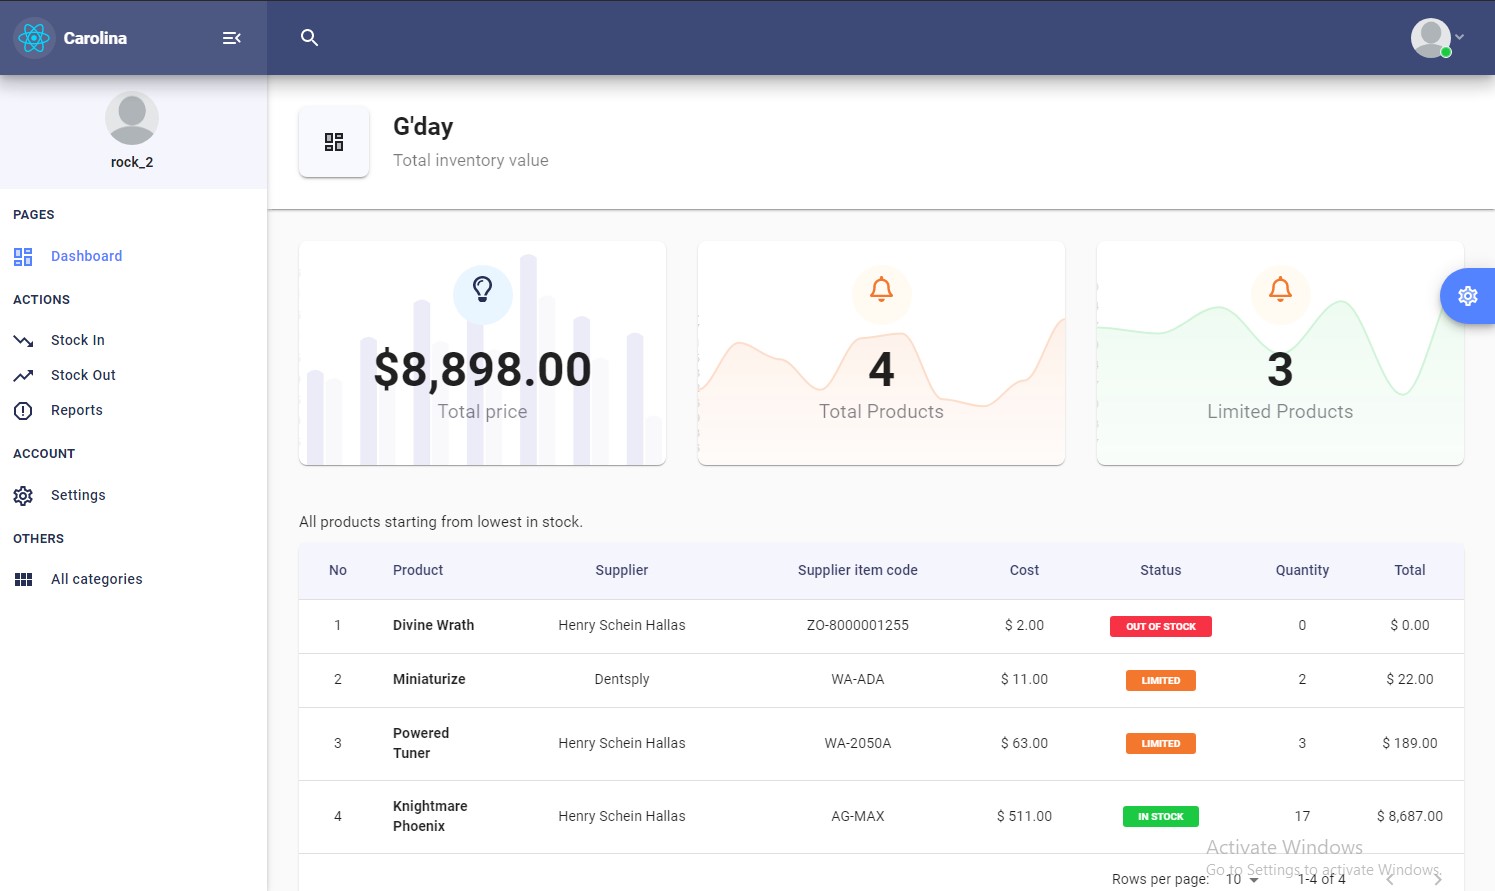 Carolina
rock_2
PAGES
Dashboard
ACTIONS
Stock In
Stock Out
Reports
ACCOUNT
Settings
OTHERS
All categories
G'day
Total inventory value
$8,898.00
Total price
4
Total Products
3
Limited Products
All products starting from lowest in stock.
No Product Supplier Supplier item code Cost Status Quantity Total
1 Divine Wrath Henry Schein Hallas ZO-8000001255 $ 2.00 OUT OF STOCK 0 $ 0.00
2 Miniaturize Dentsply WA-ADA $ 11.00 LIMITED 2 $ 22.00
3 Powered Henry Schein Hallas WA-2050A $ 63.00 LIMITED 3 $ 189.00
Tuner
4 Knightmare Henry Schein Hallas AG-MAX $ 511.00 IN STOCK 17 $ 8,687.00
Phoenix
Activate Windows
Go to Settings to activate Windows.
Rows per page: 10 1-4 of 4